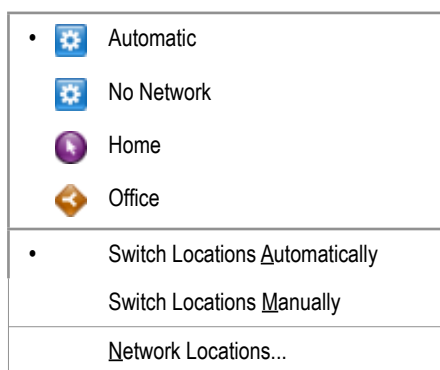 • Automatic
No Network
Home
Office
• Switch Locations Automatically
Switch Locations Manually
Network Locations...